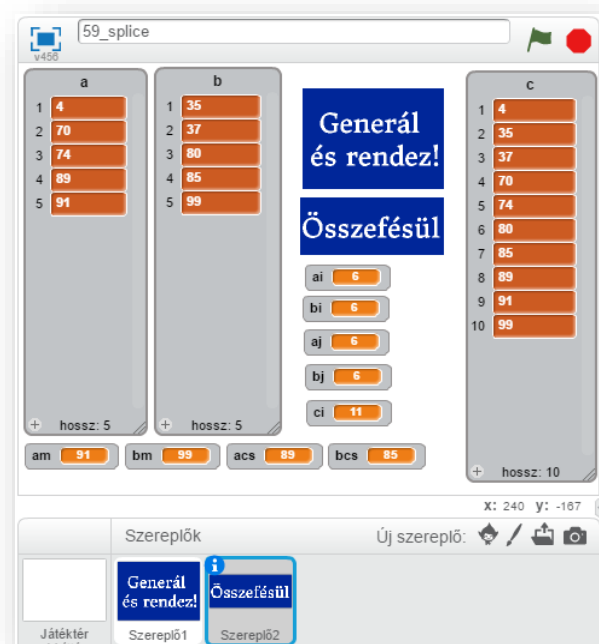 59_splice
v456
a
1 4
2 70
3 74
4 89
5 91
+ hossz: 5
b
1 35
2 37
3 80
4 85
5 99
+ hossz: 5
Generál
és rendez!
Összefésül
ai 6
bi 6
aj 6
bj 6
ci 11
c
1 4
2 35
3 37
4 70
5 74
6 80
7 85
8 89
9 91
10 99
+ hossz: 10
am 91
bm 99
acs 89
bcs 85
x: 240 y: -167
Szereplők
Új szereplő:
Játéktér
Generál
és rendez!
Szereplő1
i
Összefésül
Szereplő2